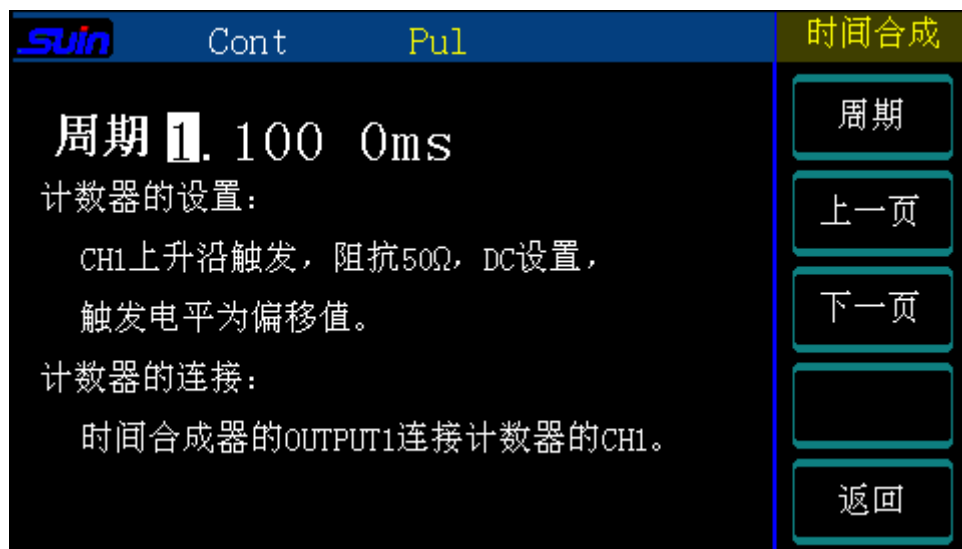 Suin Cont Pul 时间合成
周期 1.100 0ms
计数器的设置：
CH1上升沿触发，阻抗50Ω，DC设置，
触发电平为偏移值。
计数器的连接：
时间合成器的OUTPUT1连接计数器的CH1。
周期
上一页
下一页
返回